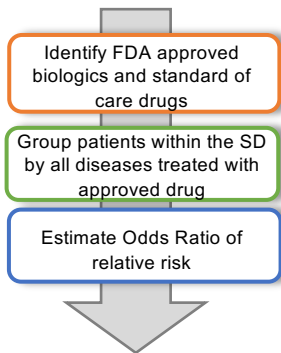 Identify FDA approved
biologics and standard of
care drugs
Group patients within the SD
by all diseases treated with
approved drug
Estimate Odds Ratio of
relative risk